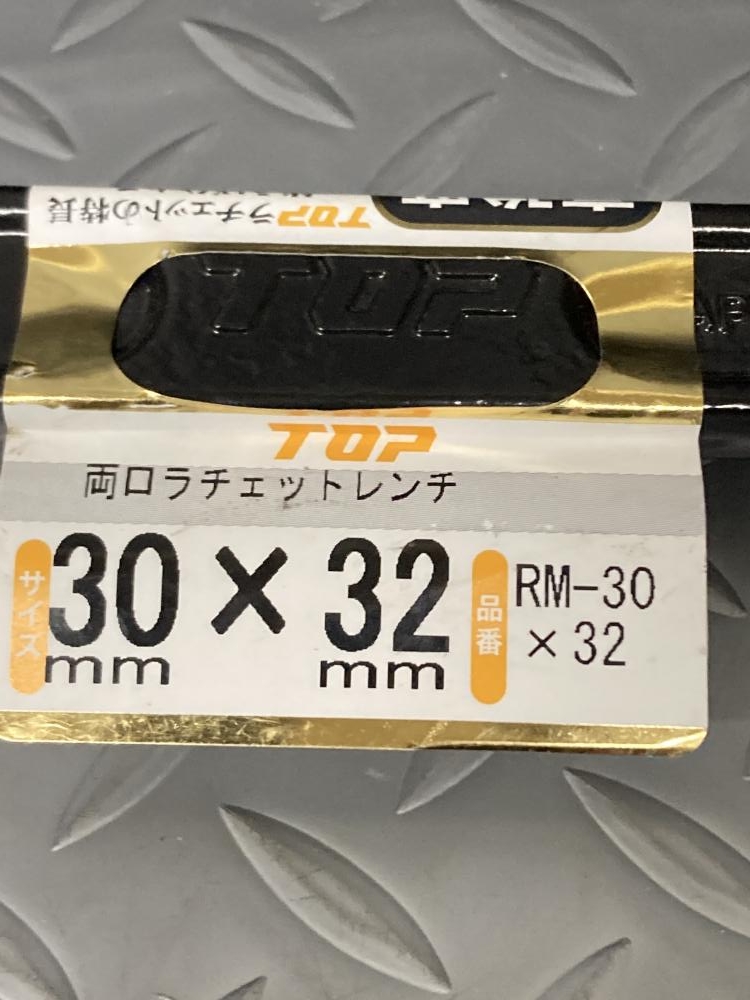 TOPラチェットの特長
TOP
TOP
両口ラチェットレンチ
サイズ
30 × 32
mm mm
品番
RM-30
×32